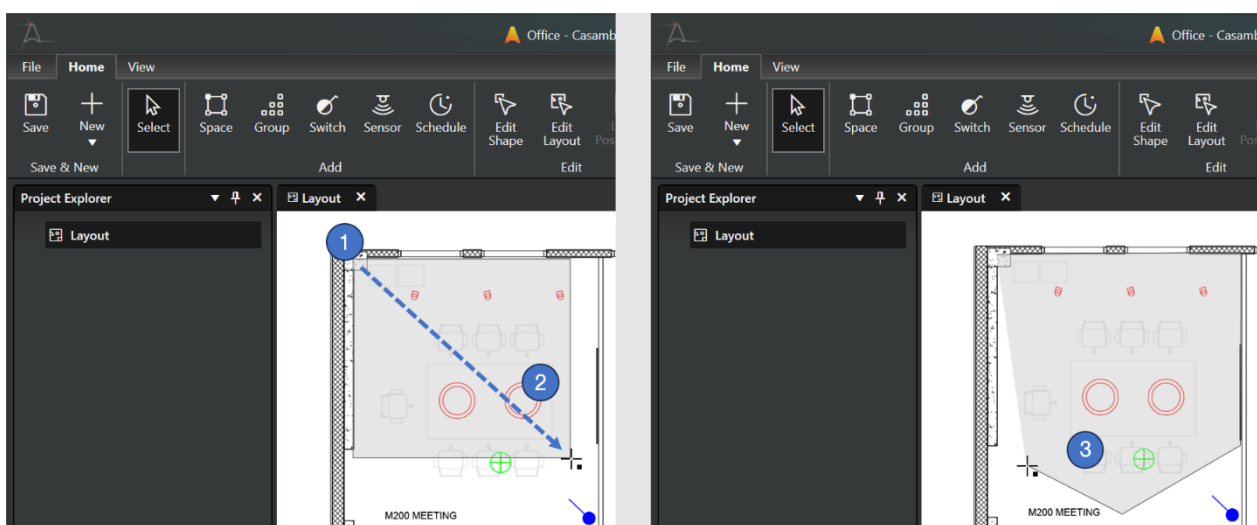 Office - Casamb
File Home View
Save New Select Space Group Switch Sensor Schedule Edit Shape Edit Layout
Save & New Add Edit
Project Explorer
Layout
Layout
1
2
M200 MEETING
Office - Casamb
File Home View
Save New Select Space Group Switch Sensor Schedule Edit Shape Edit Layout
Save & New Add Edit
Project Explorer
Layout
Layout
3
M200 MEETING